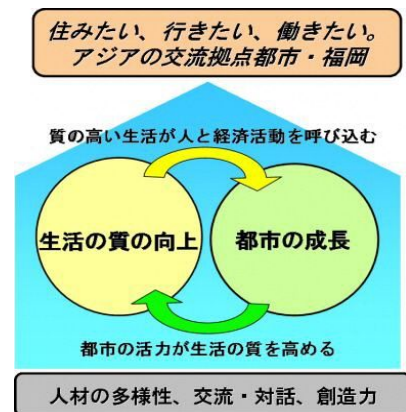 住みたい、行きたい、働きたい。
アジアの交流拠点都市・福岡
質の高い生活が人と経済活動を呼び込む
生活の質の向上
都市の成長
都市の活力が生活の質を高める
人材の多様性、交流・対話、創造力